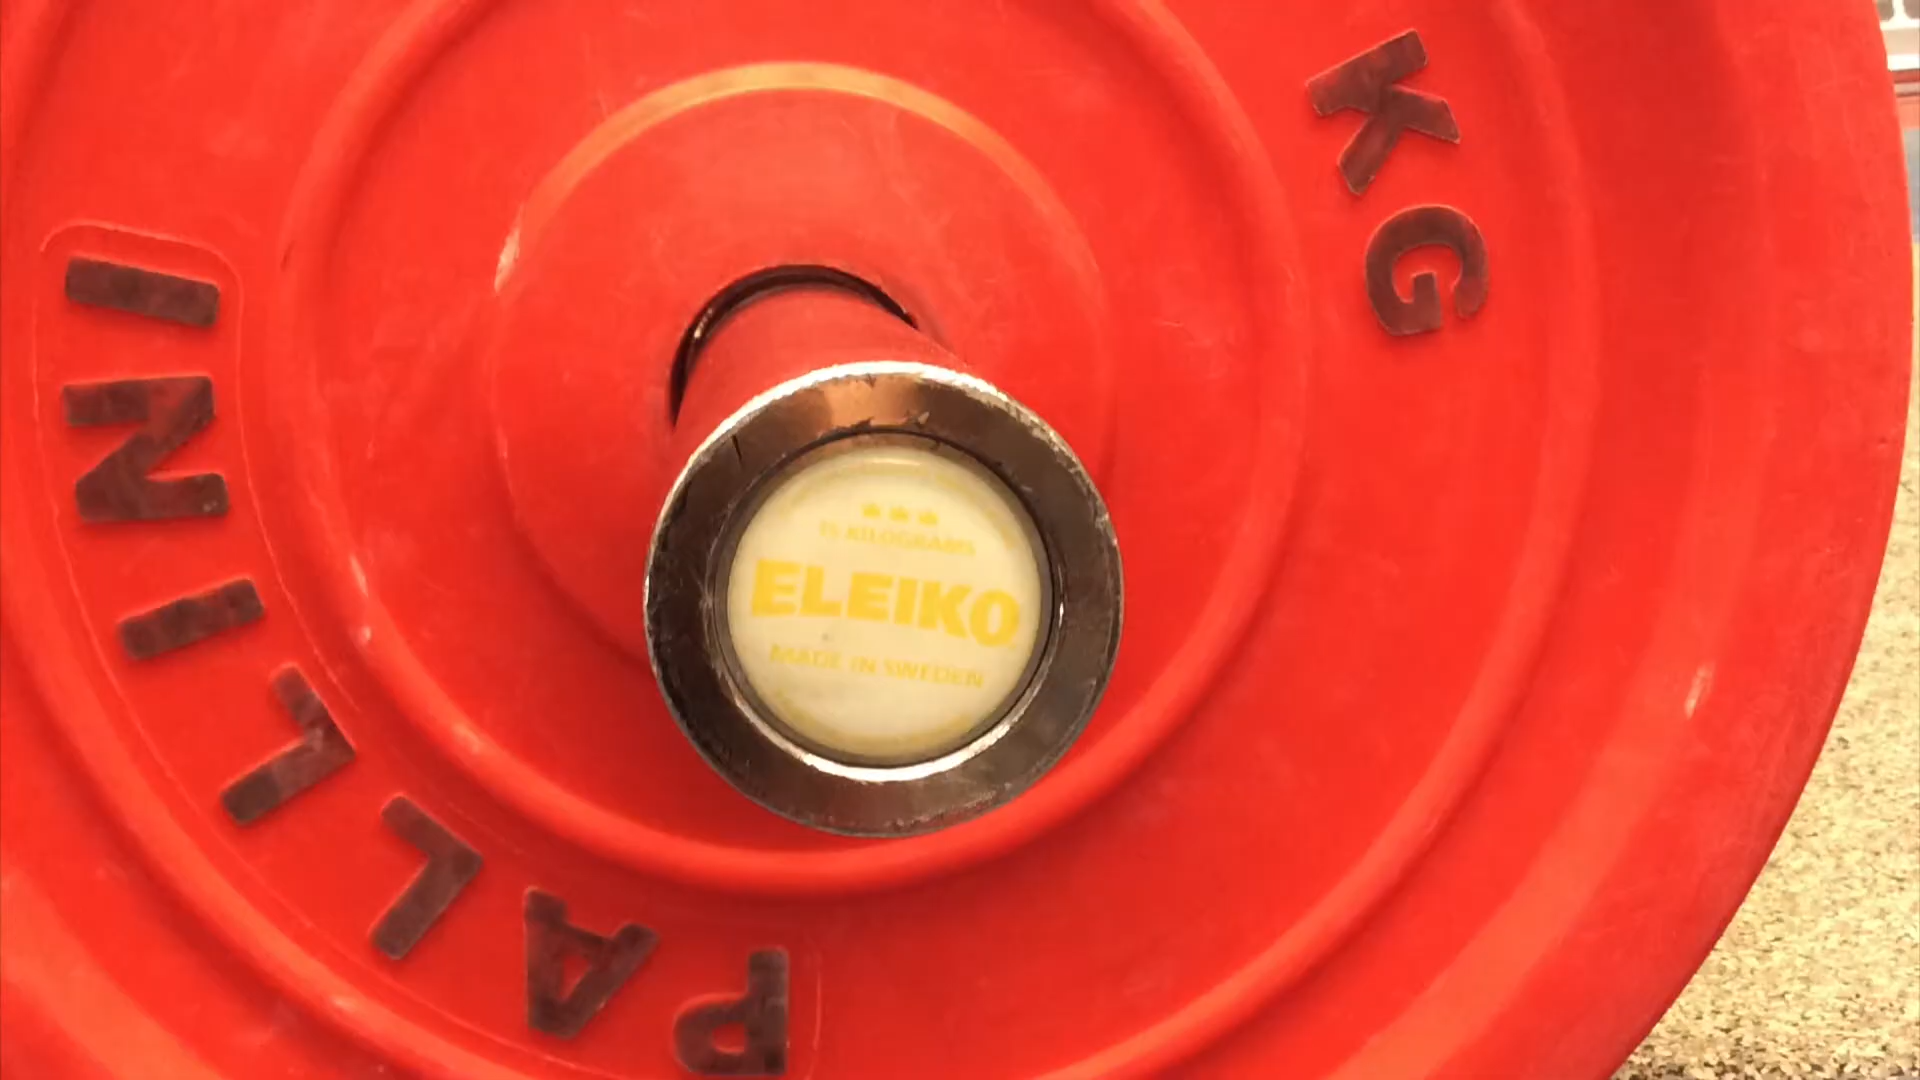 KG
15 KILOGRAMS
ELEIKO
MADE IN SWEDEN
PALLINI